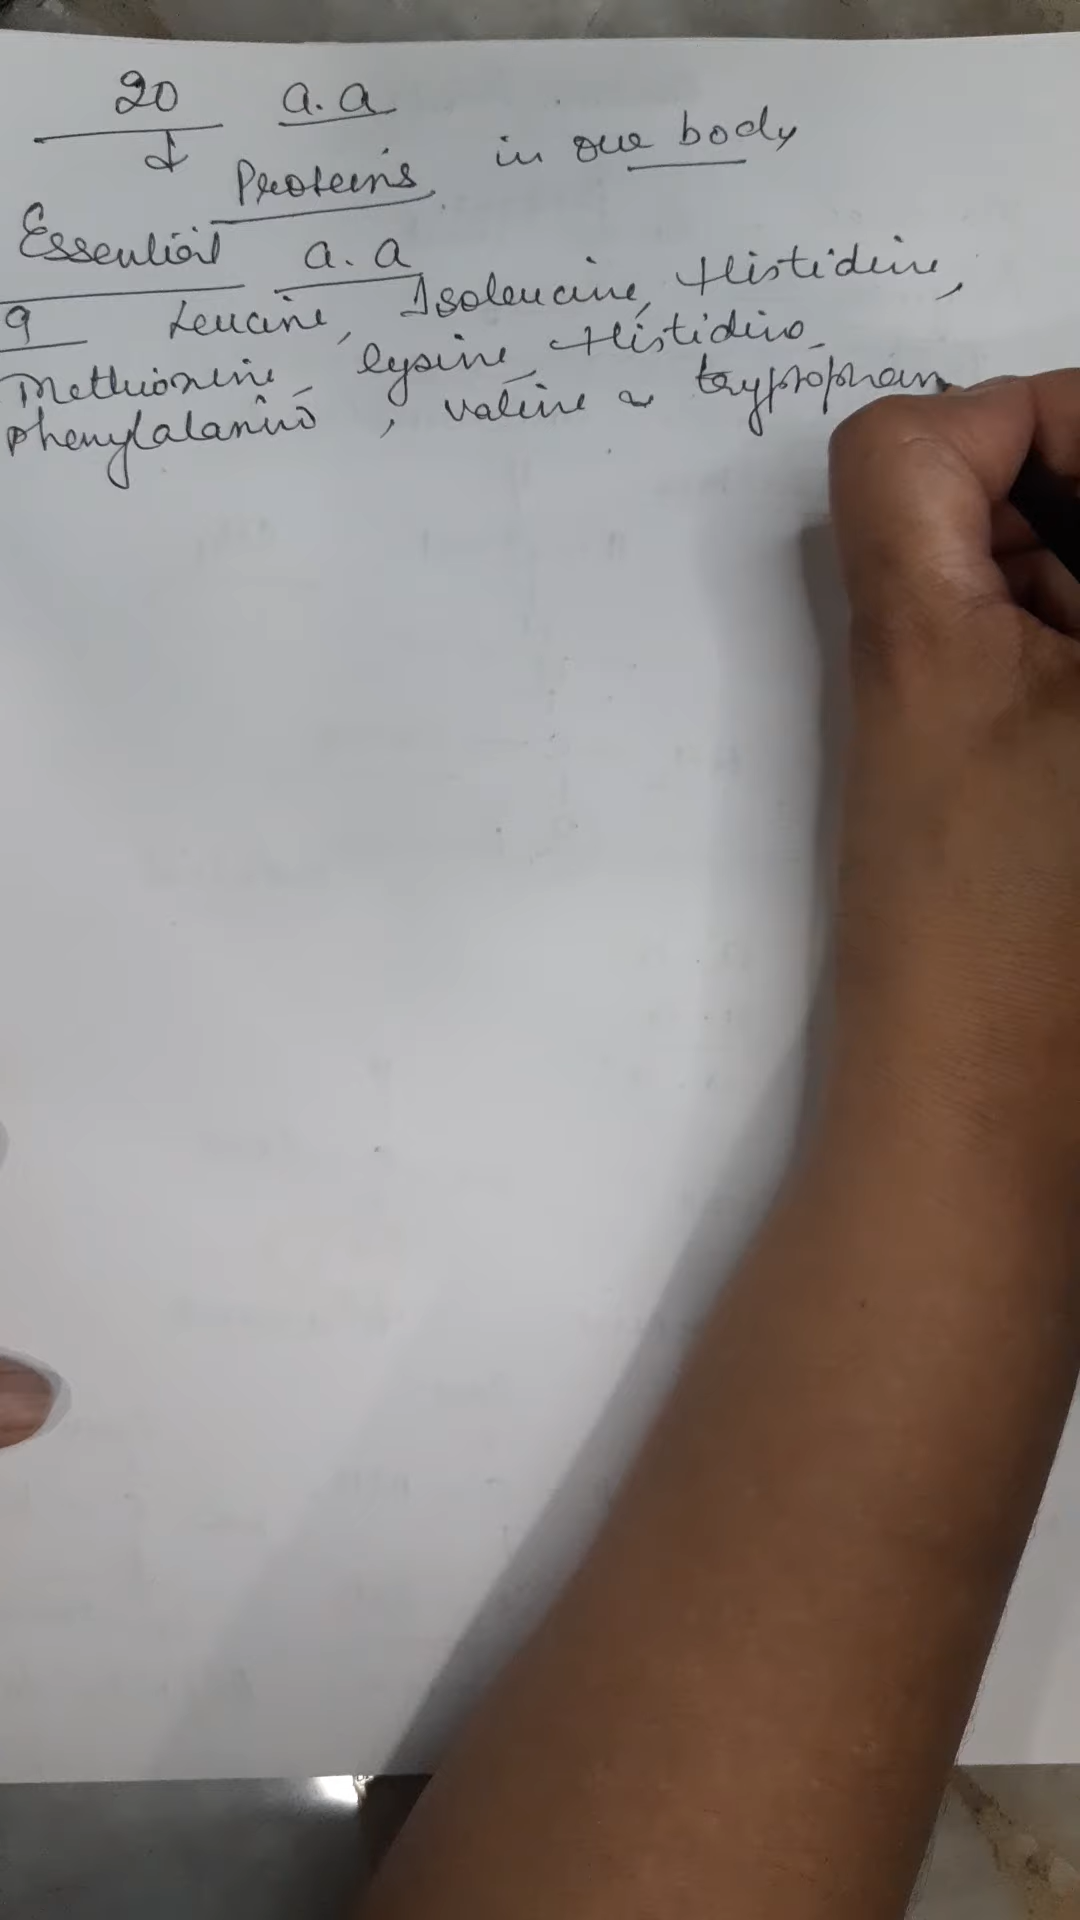 20 a.a
Proteins in our body
Essential a.a
9 Leucine, Isoleucine, Histidine,
Methionine, lysine, Histidine,
phenylalanine, valine & tryptophan